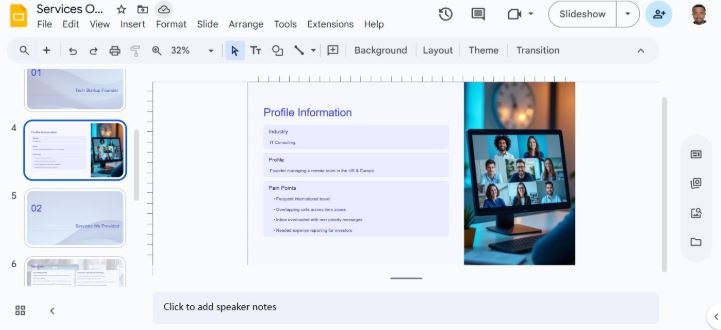 Services O...
File Edit View Insert Format Slide Arrange Tools Extensions Help
Slideshow
32%
Background
Layout
Theme
Transition
01
Tech Startup Founder
4
Profile Information
5
02
Services We Provided
6
Profile Information
Industry
IT Consulting
Profile
Founder managing a remote team in the US & Europe
Pain Points
• Frequent international travel
• Overlapping calls across time zones
• Inbox overloaded with non-priority messages
• Needed expense reporting for investors
Click to add speaker notes